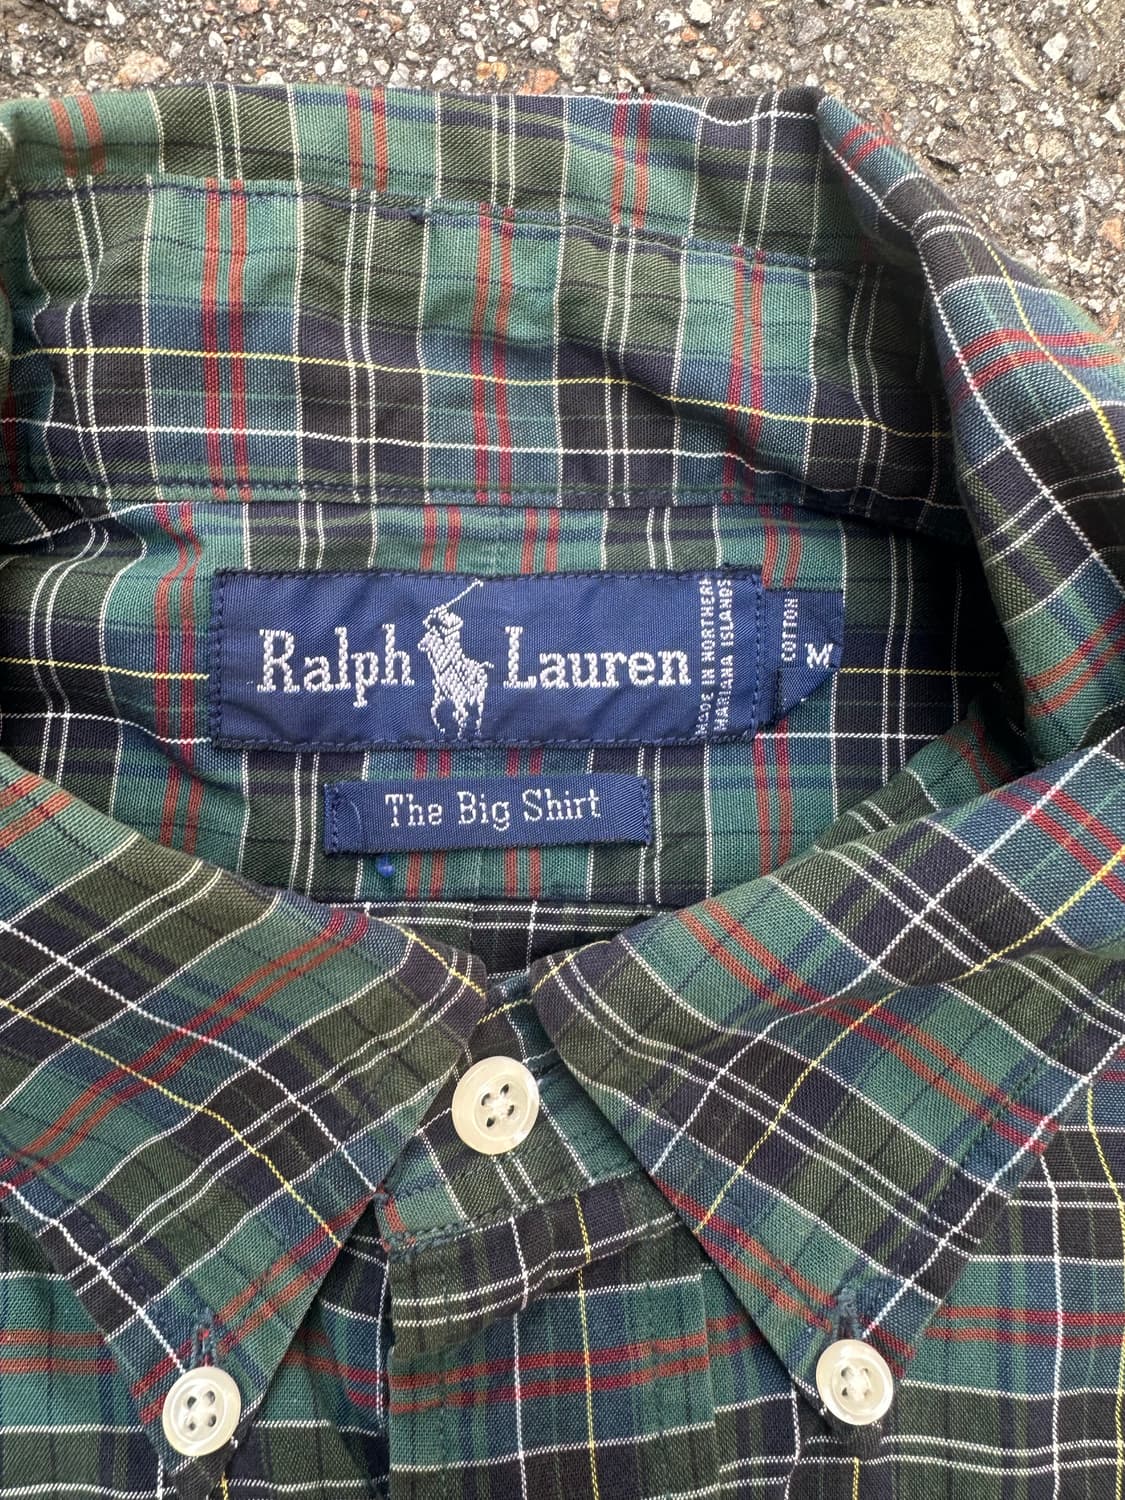 Ralph Lauren
MADE IN NORTHERN
MARIANA ISLANDS
COTTON
M
The Big Shirt